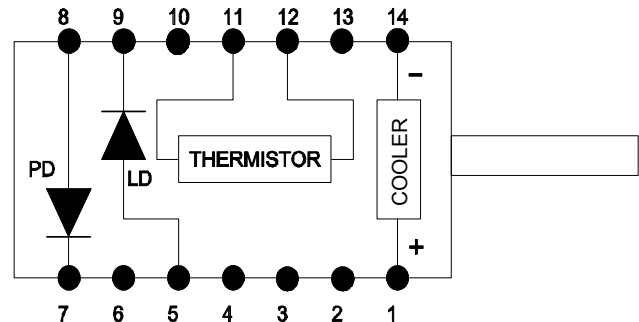 8 9 10 11 12 13 14
-
PD
LD
THERMISTOR
COOLER
+
7 6 5 4 3 2 1